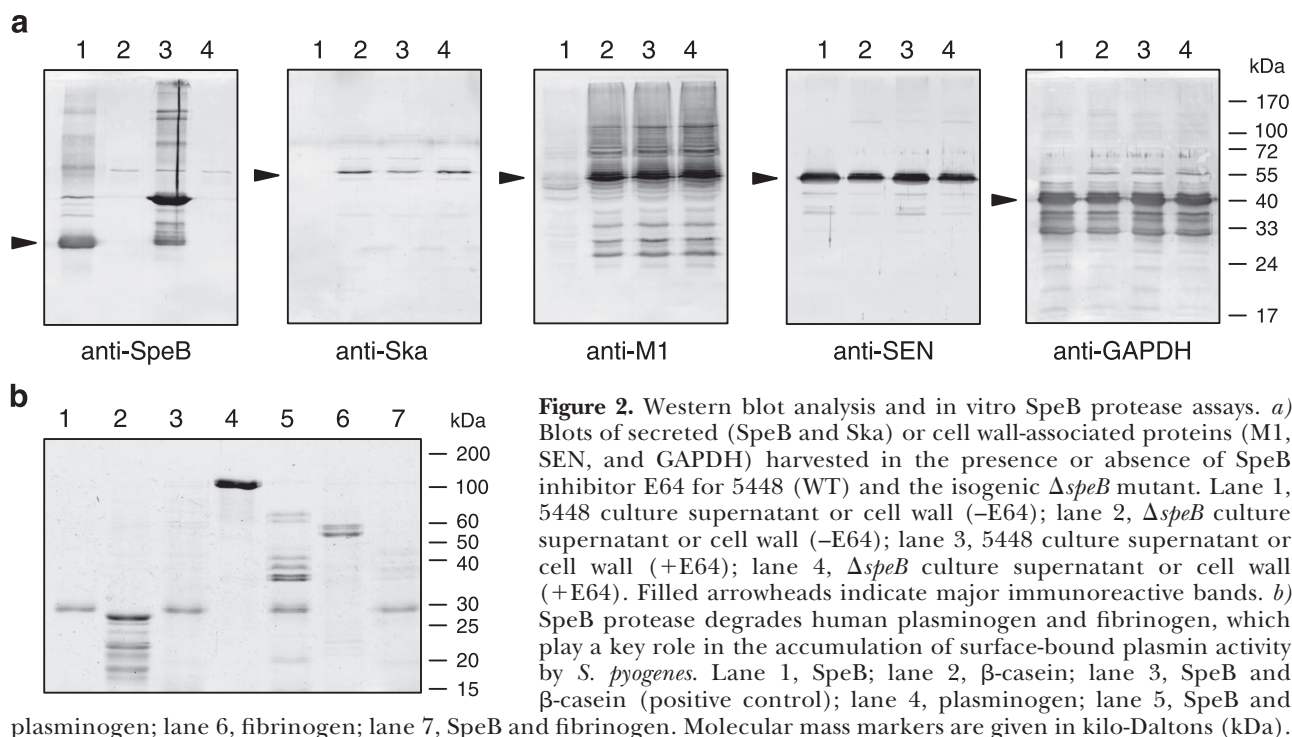 a
1 2 3 4 1 2 3 4 1 2 3 4 1 2 3 4 1 2 3 4
kDa
170
100
72
55
40
33
24
17
anti-SpeB anti-Ska anti-M1 anti-SEN anti-GAPDH
b
1 2 3 4 5 6 7 kDa
200
100
60
50
40
30
25
20
15
Figure 2. Western blot analysis and in vitro SpeB protease assays. a)
Blots of secreted (SpeB and Ska) or cell wall-associated proteins (M1,
SEN, and GAPDH) harvested in the presence or absence of SpeB
inhibitor E64 for 5448 (WT) and the isogenic ΔspeB mutant. Lane 1,
5448 culture supernatant or cell wall (–E64); lane 2, ΔspeB culture
supernatant or cell wall (–E64); lane 3, 5448 culture supernatant or
cell wall (+E64); lane 4, ΔspeB culture supernatant or cell wall
(+E64). Filled arrowheads indicate major immunoreactive bands. b)
SpeB protease degrades human plasminogen and fibrinogen, which
play a key role in the accumulation of surface-bound plasmin activity
by S. pyogenes. Lane 1, SpeB; lane 2, β-casein; lane 3, SpeB and
β-casein (positive control); lane 4, plasminogen; lane 5, SpeB and
plasminogen; lane 6, fibrinogen; lane 7, SpeB and fibrinogen. Molecular mass markers are given in kilo-Daltons (kDa).